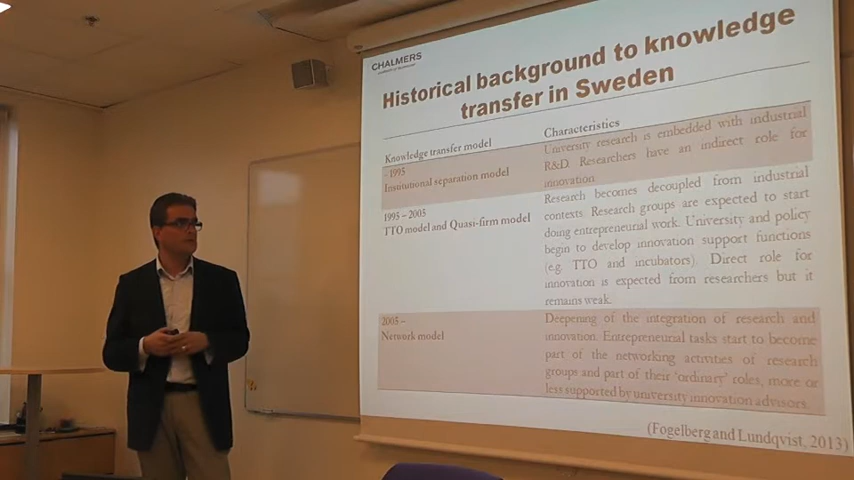 CHALMERS
Historical background to knowledge
transfer in Sweden
Knowledge transfer model
Characteristics
- 1995
Institutional separation model
University research is embedded with industrial
R&D. Researchers have an indirect role for
innovation
1995 – 2005
TTO model and Quasi-firm model
Research becomes decoupled from industrial
contexts. Research groups are expected to start
doing entrepreneurial work. University and policy
begin to develop innovation support functions
(e.g. TTO and incubators). Direct role for
innovation is expected from researchers but it
remains weak.
2005 –
Network model
Deepening of the integration of research and
innovation. Entrepreneural tasks start to become
part of the networking activities of research
groups and part of their ‘ordinary’ roles, more or
less supported by university innovation advisors.
(Fogelberg and Lundqvist, 2013)